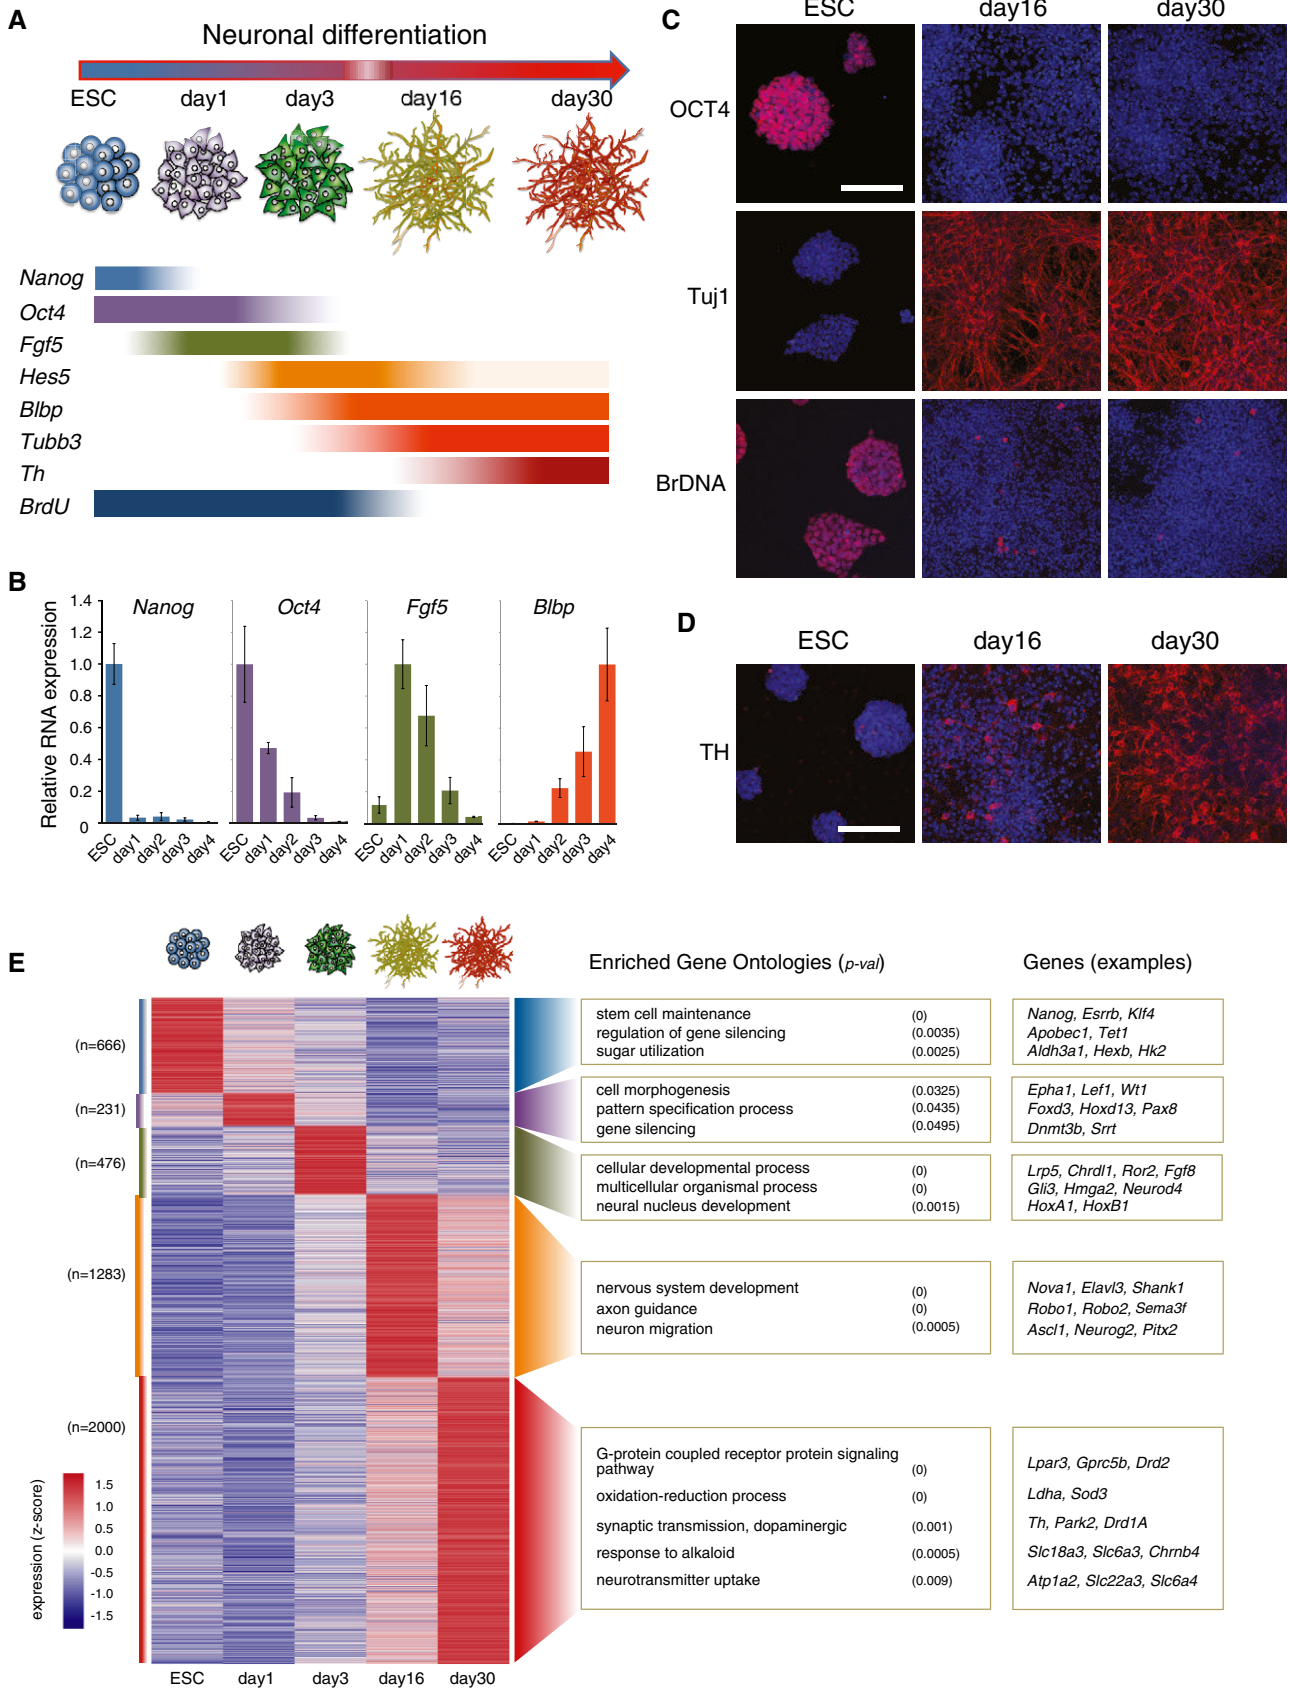 A
Neuronal differentiation
ESC day1 day3 day16 day30
Nanog
Oct4
Fgf5
Hes5
Blbp
Tubb3
Th
BrdU
B
Relative RNA expression
1.4
1.2
1.0
0.8
0.6
0.4
0.2
0
Nanog Oct4 Fgf5 Blbp
ESC day1 day2 day3 day4 ESC day1 day2 day3 day4 ESC day1 day2 day3 day4 ESC day1 day2 day3 day4
C
ESC day16 day30
OCT4
Tuj1
BrDNA
D
ESC day16 day30
TH
E
Enriched Gene Ontologies (p-val) Genes (examples)
(n=666)
(n=231)
(n=476)
(n=1283)
(n=2000)
stem cell maintenance (0) Nanog, Esrrb, Klf4
regulation of gene silencing (0.0035) Apobec1, Tet1
sugar utilization (0.0025) Aldh3a1, Hexb, Hk2
cell morphogenesis (0.0325) Epha1, Lef1, Wt1
pattern specification process (0.0435) Foxd3, Hoxd13, Pax8
gene silencing (0.0495) Dnmt3b, Srrt
cellular developmental process (0) Lrp5, Chrdl1, Ror2, Fgf8
multicellular organismal process (0) Gli3, Hmga2, Neurod4
neural nucleus development (0.0015) HoxA1, HoxB1
nervous system development (0) Nova1, Elavl3, Shank1
axon guidance (0) Robo1, Robo2, Sema3f
neuron migration (0.0005) Ascl1, Neurog2, Pitx2
G-protein coupled receptor protein signaling
pathway (0) Lpar3, Gprc5b, Drd2
oxidation-reduction process (0) Ldha, Sod3
synaptic transmission, dopaminergic (0.001) Th, Park2, Drd1A
response to alkaloid (0.0005) Slc18a3, Slc6a3, Chrnb4
neurotransmitter uptake (0.009) Atp1a2, Slc22a3, Slc6a4
expression (z-score)
1.5
1.0
0.5
0.0
-0.5
-1.0
-1.5
ESC day1 day3 day16 day30